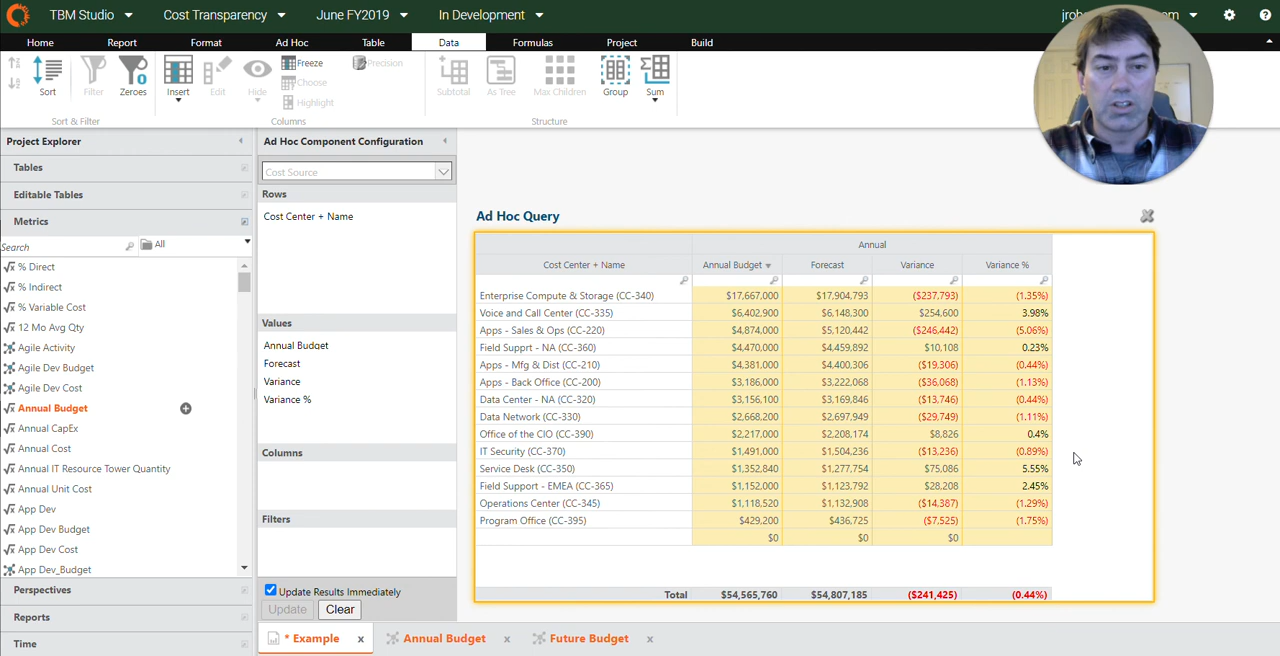 TBM Studio Cost Transparency June FY2019 In Development jro m
Home Report Format Ad Hoc Table Data Formulas Project Build
Sort Filter Zeroes Insert Edit Hide Freeze Choose Highlight Precision Subtotal As Tree Max Children Group Sum
Sort & Filter Columns Structure
Project Explorer
Tables
Editable Tables
Metrics
Search All
% Direct
% Indirect
% Variable Cost
12 Mo Avg Qty
Agile Activity
Agile Dev Budget
Agile Dev Cost
Annual Budget
Annual CapEx
Annual Cost
Annual IT Resource Tower Quantity
Annual Unit Cost
App Dev
App Dev Budget
App Dev Cost
App Dev_Budget
Perspectives
Reports
Time
Ad Hoc Component Configuration
Cost Source
Rows
Cost Center + Name
Values
Annual Budget
Forecast
Variance
Variance %
Columns
Filters
Update Results Immediately
Update Clear
Ad Hoc Query
Annual
Cost Center + Name Annual Budget Forecast Variance Variance %
Enterprise Compute & Storage (CC-340) $17,667,000 $17,904,793 ($237,793) (1.35%)
Voice and Call Center (CC-335) $6,402,900 $6,148,300 $254,600 3.98%
Apps - Sales & Ops (CC-220) $4,874,000 $5,120,442 ($246,442) (5.06%)
Field Supprt - NA (CC-360) $4,470,000 $4,459,892 $10,108 0.23%
Apps - Mfg & Dist (CC-210) $4,381,000 $4,400,306 ($19,306) (0.44%)
Apps - Back Office (CC-200) $3,186,000 $3,222,068 ($36,068) (1.13%)
Data Center - NA (CC-320) $3,156,100 $3,169,846 ($13,746) (0.44%)
Data Network (CC-330) $2,668,200 $2,697,949 ($29,749) (1.11%)
Office of the CIO (CC-390) $2,217,000 $2,208,174 $8,826 0.4%
IT Security (CC-370) $1,491,000 $1,504,236 ($13,236) (0.89%)
Service Desk (CC-350) $1,352,840 $1,277,754 $75,086 5.55%
Field Support - EMEA (CC-365) $1,152,000 $1,123,792 $28,208 2.45%
Operations Center (CC-345) $1,118,520 $1,132,908 ($14,387) (1.29%)
Program Office (CC-395) $429,200 $436,725 ($7,525) (1.75%)
$0 $0 $0
Total $54,565,760 $54,807,185 ($241,425) (0.44%)
* Example x Annual Budget x Future Budget x